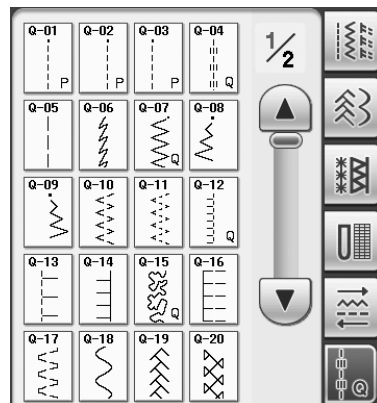 Q-01 Q-02 Q-03 Q-04 1/2
P P P Q
Q-05 Q-06 Q-07 Q-08
Q
Q-09 Q-10 Q-11 Q-12
Q
Q-13 Q-14 Q-15 Q-16
Q
Q-17 Q-18 Q-19 Q-20
Q